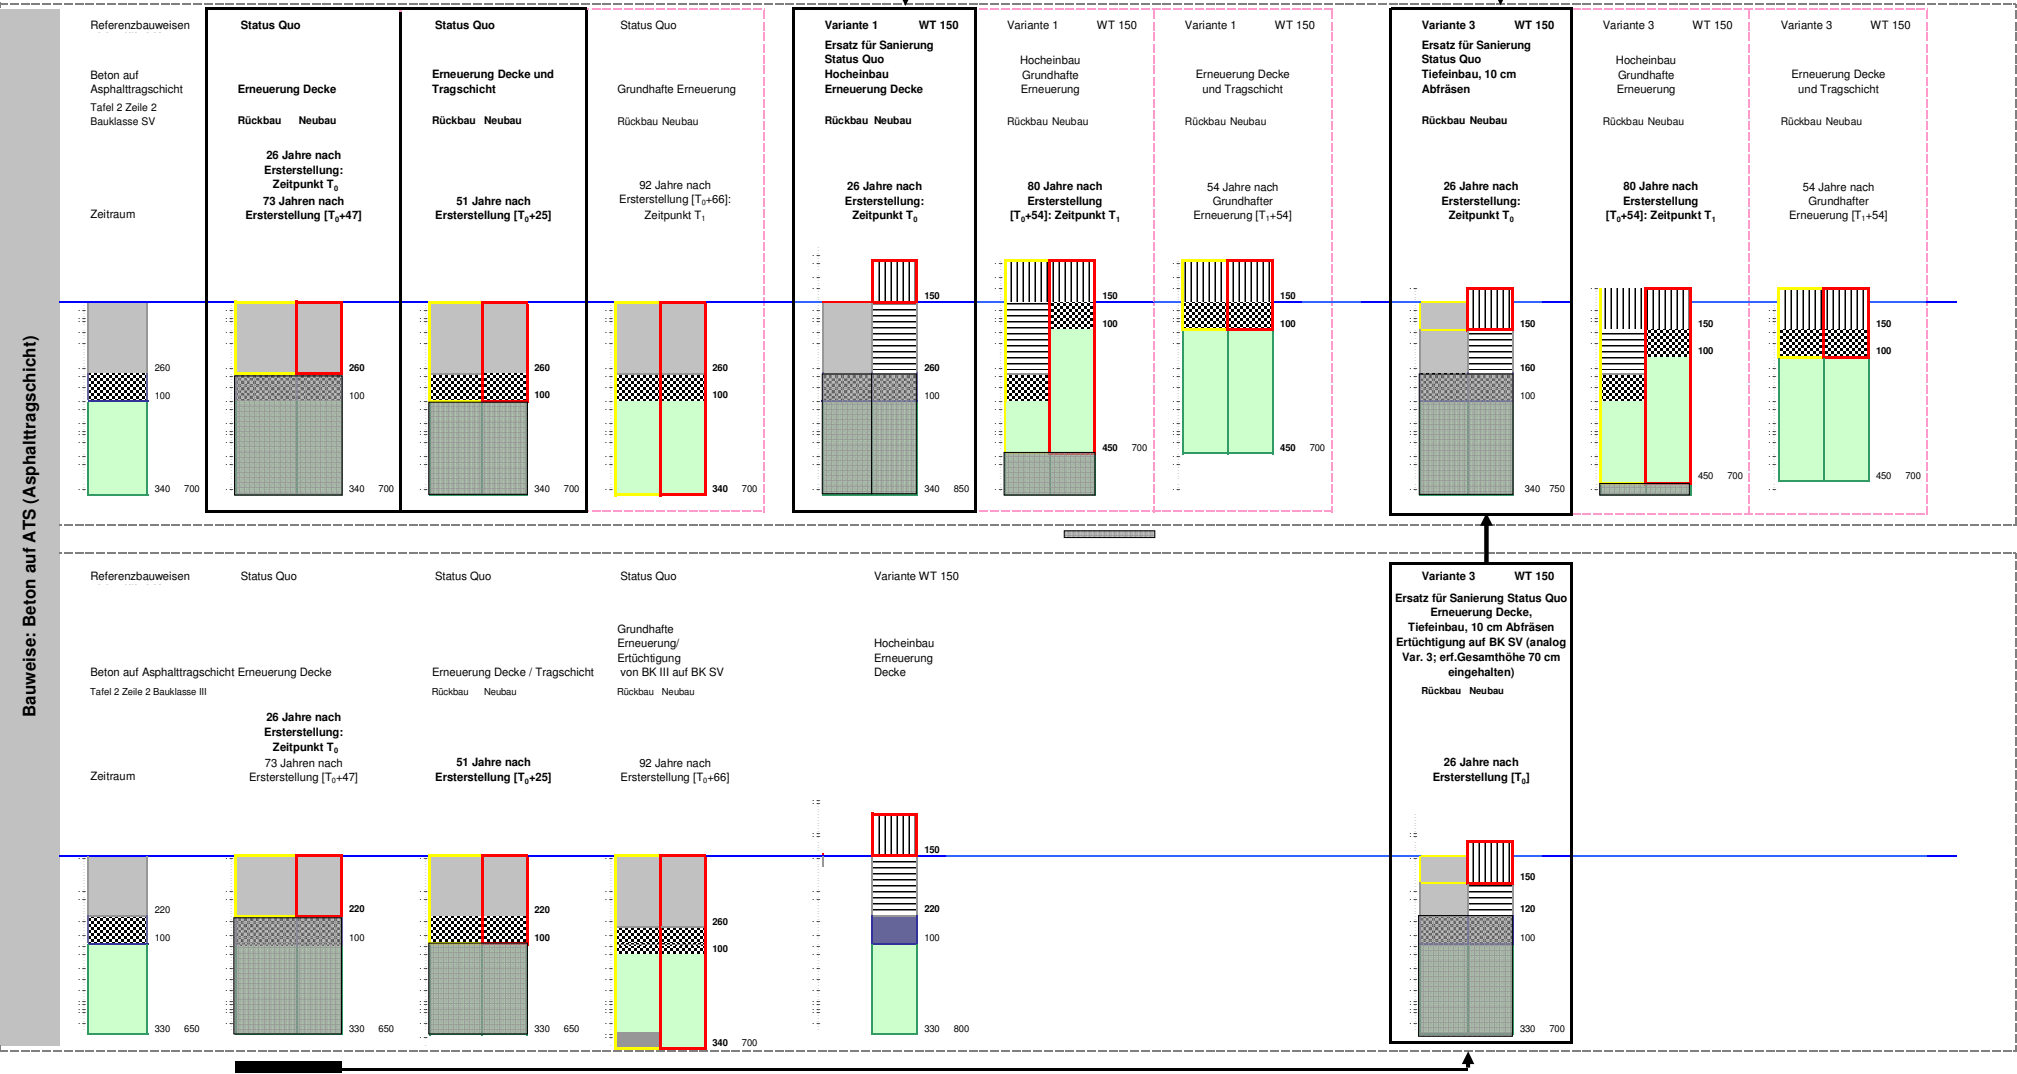 Bauweise: Beton auf ATS (Asphalttragschicht)
Referenzbauweisen
Beton auf
Asphalttragschicht
Tafel 2 Zeile 2
Bauklasse SV
Zeitraum
260
100
340 700
Status Quo
Erneuerung Decke
Rückbau Neubau
26 Jahre nach
Ersterstellung:
Zeitpunkt T0
73 Jahren nach
Ersterstellung [T0+47]
260
100
340 700
Status Quo
Erneuerung Decke und
Tragschicht
Rückbau Neubau
51 Jahre nach
Ersterstellung [T0+25]
260
100
340 700
Status Quo
Grundhafte Erneuerung
Rückbau Neubau
92 Jahre nach
Ersterstellung [T0+66]:
Zeitpunkt T1
260
100
340 700
Variante 1 WT 150
Ersatz für Sanierung
Status Quo
Hocheinbau
Erneuerung Decke
Rückbau Neubau
26 Jahre nach
Ersterstellung:
Zeitpunkt T0
150
260
100
340 850
Variante 1 WT 150
Hocheinbau
Grundhafte
Erneuerung
Rückbau Neubau
80 Jahre nach
Ersterstellung
[T0+54]: Zeitpunkt T1
150
100
450 700
Variante 1 WT 150
Erneuerung Decke
und Tragschicht
Rückbau Neubau
54 Jahre nach
Grundhafter
Erneuerung [T1+54]
150
100
450 700
Variante 3 WT 150
Ersatz für Sanierung
Status Quo
Tiefeinbau, 10 cm
Abfräsen
Rückbau Neubau
26 Jahre nach
Ersterstellung:
Zeitpunkt T0
150
160
100
340 750
Variante 3 WT 150
Hocheinbau
Grundhafte
Erneuerung
Rückbau Neubau
80 Jahre nach
Ersterstellung
[T0+54]: Zeitpunkt T1
150
100
450 700
Variante 3 WT 150
Erneuerung Decke
und Tragschicht
Rückbau Neubau
54 Jahre nach
Grundhafter
Erneuerung [T1+54]
150
100
450 700
Referenzbauweisen
Beton auf Asphalttragschicht
Tafel 2 Zeile 2 Bauklasse III
Zeitraum
220
100
330 650
Status Quo
Erneuerung Decke
26 Jahre nach
Ersterstellung:
Zeitpunkt T0
73 Jahren nach
Ersterstellung [T0+47]
220
100
330 650
Status Quo
Erneuerung Decke / Tragschicht
Rückbau Neubau
51 Jahre nach
Ersterstellung [T0+25]
220
100
330 650
Status Quo
Grundhafte
Erneuerung/
Ertüchtigung
von BK III auf BK SV
Rückbau Neubau
92 Jahre nach
Ersterstellung [T0+66]
260
100
340 700
Variante WT 150
Hocheinbau
Erneuerung
Decke
150
220
100
330 800
Variante 3 WT 150
Ersatz für Sanierung Status Quo
Erneuerung Decke,
Tiefeinbau, 10 cm Abfräsen
Ertüchtigung auf BK SV (analog
Var. 3; erf.Gesamthöhe 70 cm
eingehalten)
Rückbau Neubau
26 Jahre nach
Ersterstellung [T0]
150
120
100
330 700